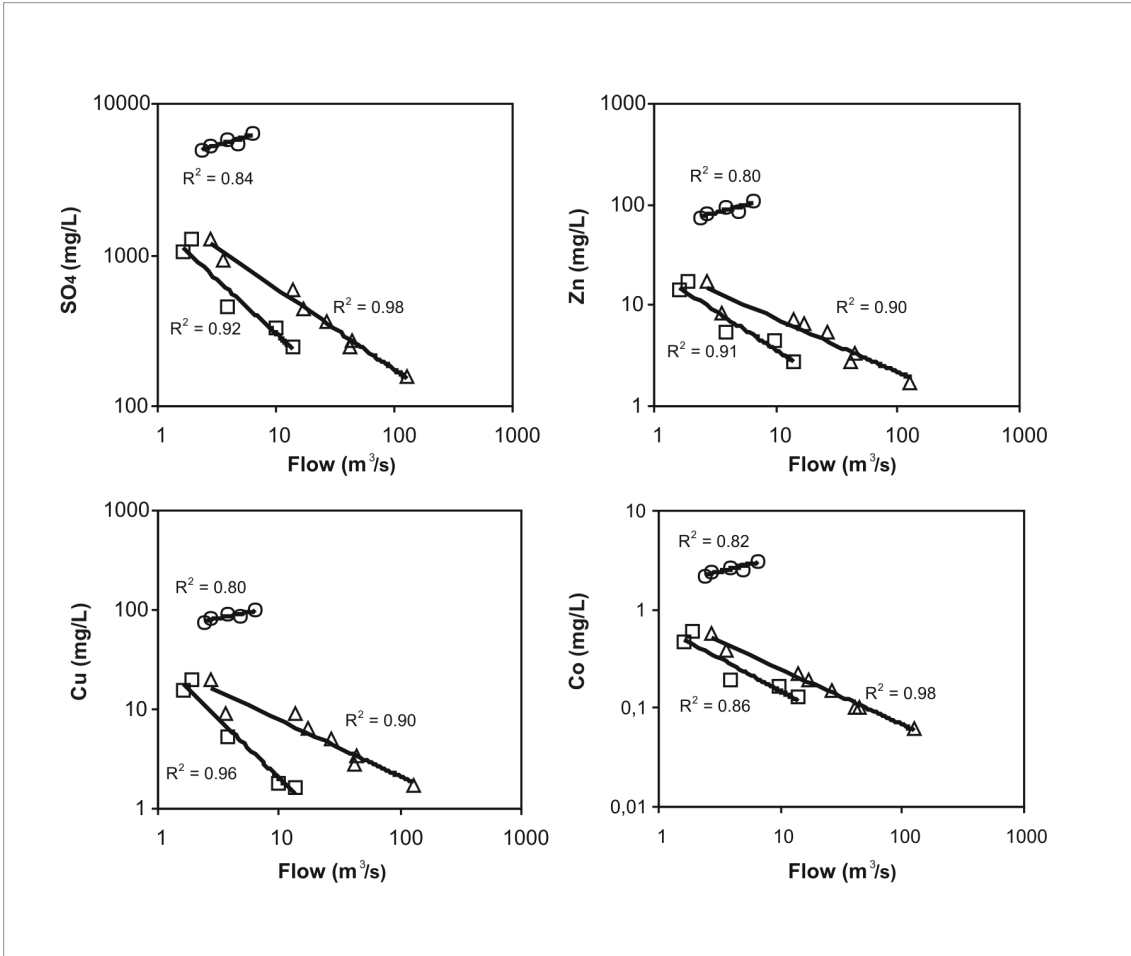 10000
1000
100
1
10
100
1000
SO4 (mg/L)
Flow (m³/s)
R² = 0.84
R² = 0.98
R² = 0.92
1000
100
10
1
1
10
100
1000
Zn (mg/L)
Flow (m³/s)
R² = 0.80
R² = 0.90
R² = 0.91
1000
100
10
1
1
10
100
1000
Cu (mg/L)
Flow (m³/s)
R² = 0.80
R² = 0.90
R² = 0.96
10
1
0,1
0,01
1
10
100
1000
Co (mg/L)
Flow (m³/s)
R² = 0.82
R² = 0.98
R² = 0.86